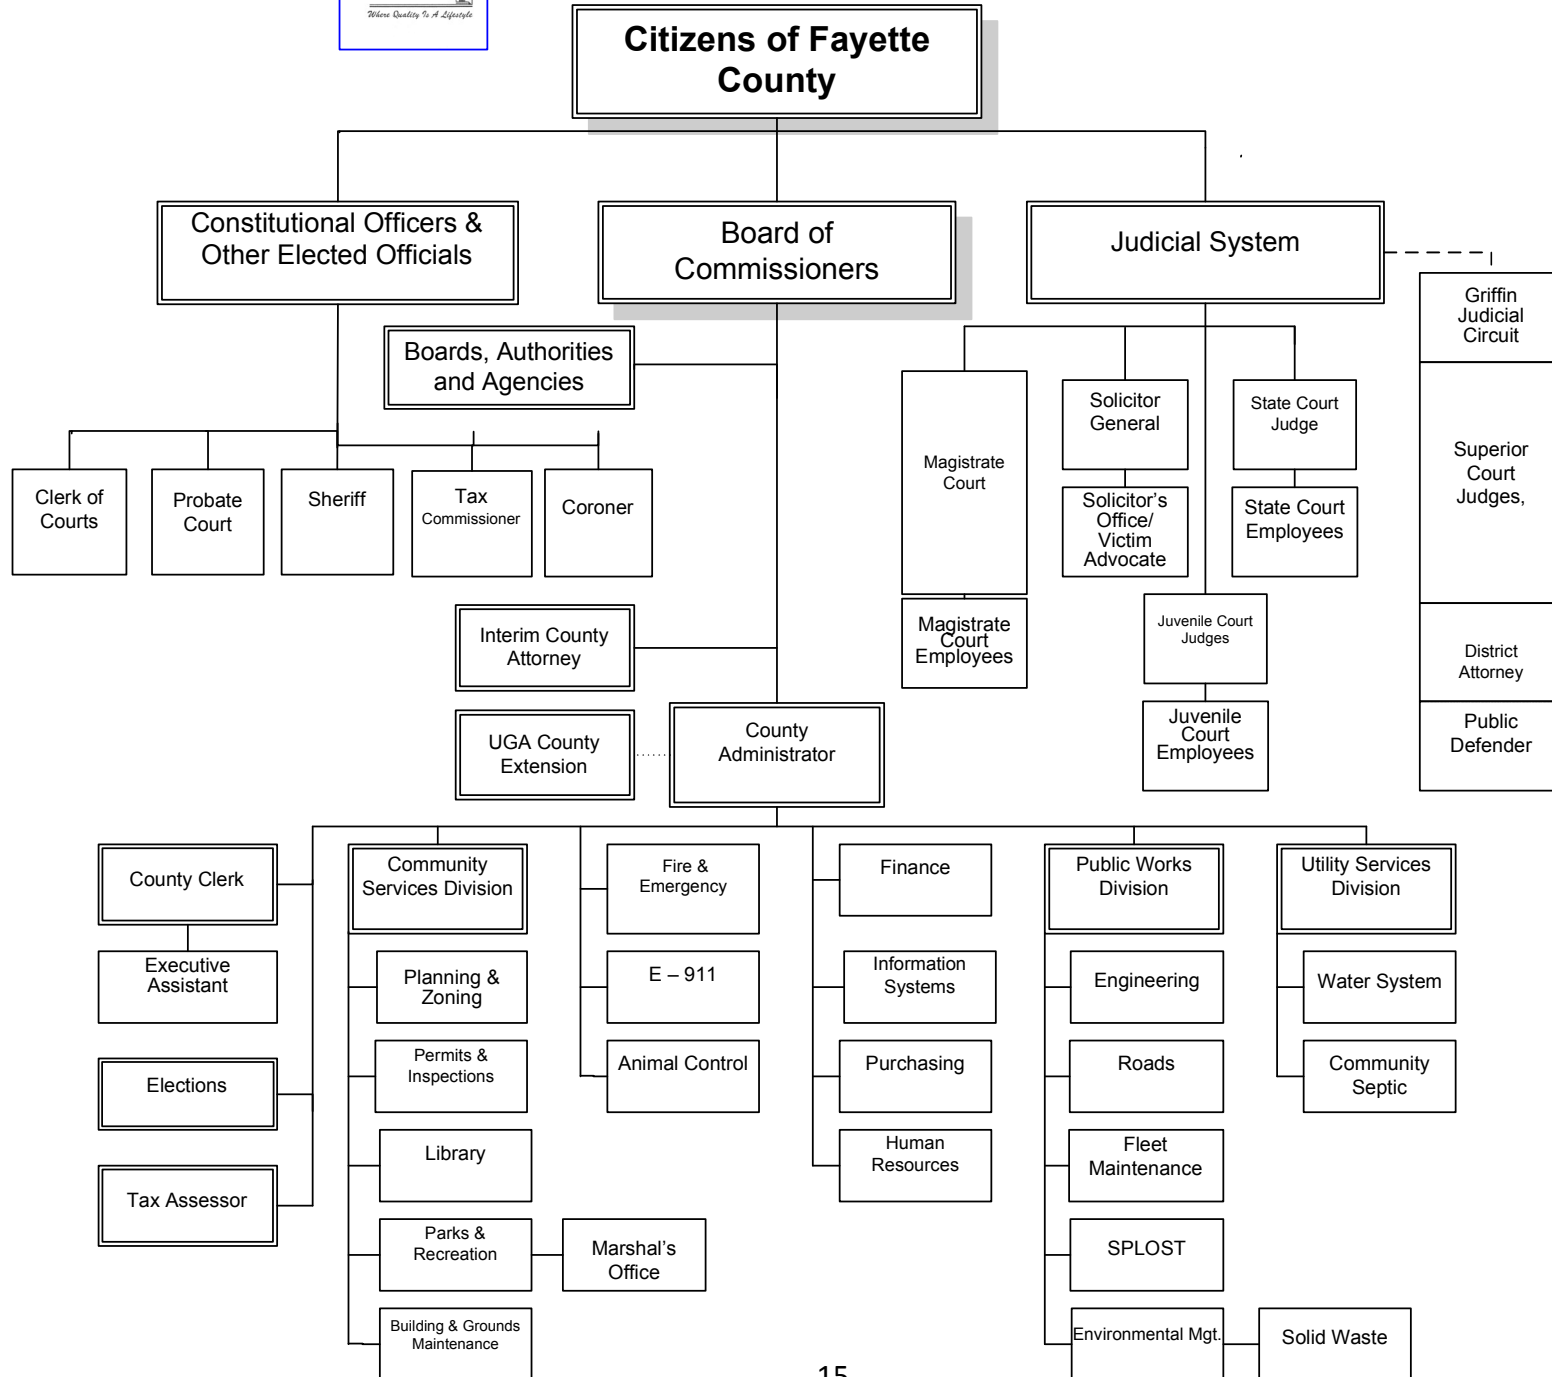 Where Quality Is A Lifestyle
Citizens of Fayette
County
Constitutional Officers &
Other Elected Officials
Board of
Commissioners
Judicial System
Griffin
Judicial
Circuit
Boards, Authorities
and Agencies
Clerk of
Courts
Probate
Court
Sheriff
Tax
Commissioner
Coroner
Magistrate
Court
Solicitor
General
State Court
Judge
Superior
Court
Judges,
Solicitor's
Office/
Victim
Advocate
State Court
Employees
Magistrate
Court
Employees
Juvenile Court
Judges
District
Attorney
Juvenile
Court
Employees
Public
Defender
Interim County
Attorney
UGA County
Extension
County
Administrator
County Clerk
Executive
Assistant
Elections
Tax Assessor
Community
Services Division
Planning &
Zoning
Permits &
Inspections
Library
Parks &
Recreation
Marshal's
Office
Building & Grounds
Maintenance
Fire &
Emergency
E – 911
Animal Control
Finance
Information
Systems
Purchasing
Human
Resources
Public Works
Division
Engineering
Roads
Fleet
Maintenance
SPLOST
Environmental Mgt.
Solid Waste
Utility Services
Division
Water System
Community
Septic
15